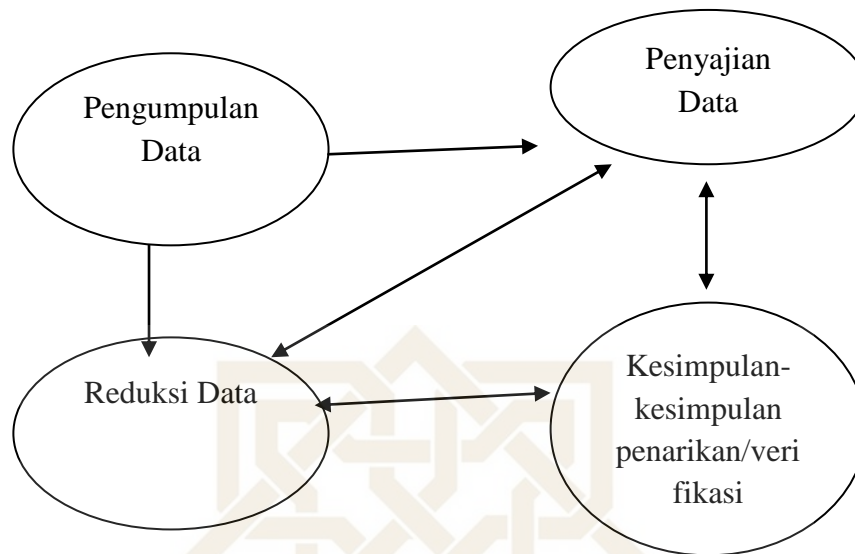 Pengumpulan
Data
Penyajian
Data
Reduksi Data
Kesimpulan-
kesimpulan
penarikan/veri
fikasi